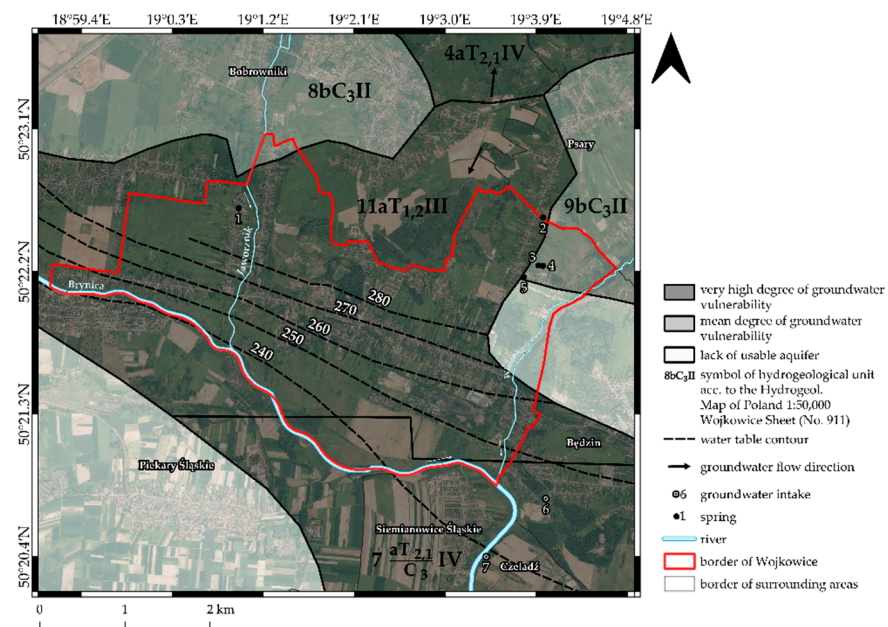 18°59.4′E 19°0.3′E 19°1.2′E 19°2.1′E 19°3.0′E 19°3.9′E 19°4.8′E
50°23.1′N
50°22.2′N
50°21.3′N
50°20.4′N
4aT2,1IV
Bobrowniki
8bC3II
Psary
11aT1,2III
9bC3II
1
2
3 4
5
Jaworznik
Brynica
280
270
260
250
240
Będzin
Piekary Śląskie
6
Siemianowice Śląskie
7 aT2,1 IV
C3
7
Czeladź
0 1 2 km
very high degree of groundwater
vulnerability
mean degree of groundwater
vulnerability
lack of usable aquifer
8bC3II symbol of hydrogeological unit
acc. to the Hydrogeol.
Map of Poland 1:50,000
Wojkowice Sheet (No. 911)
water table contour
groundwater flow direction
6 groundwater intake
1 spring
river
border of Wojkowice
border of surrounding areas